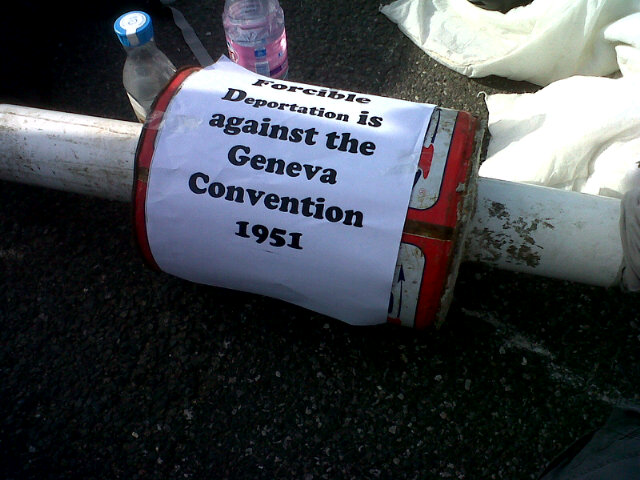 Forcible
Deportation is
against the
Geneva
Convention
1951